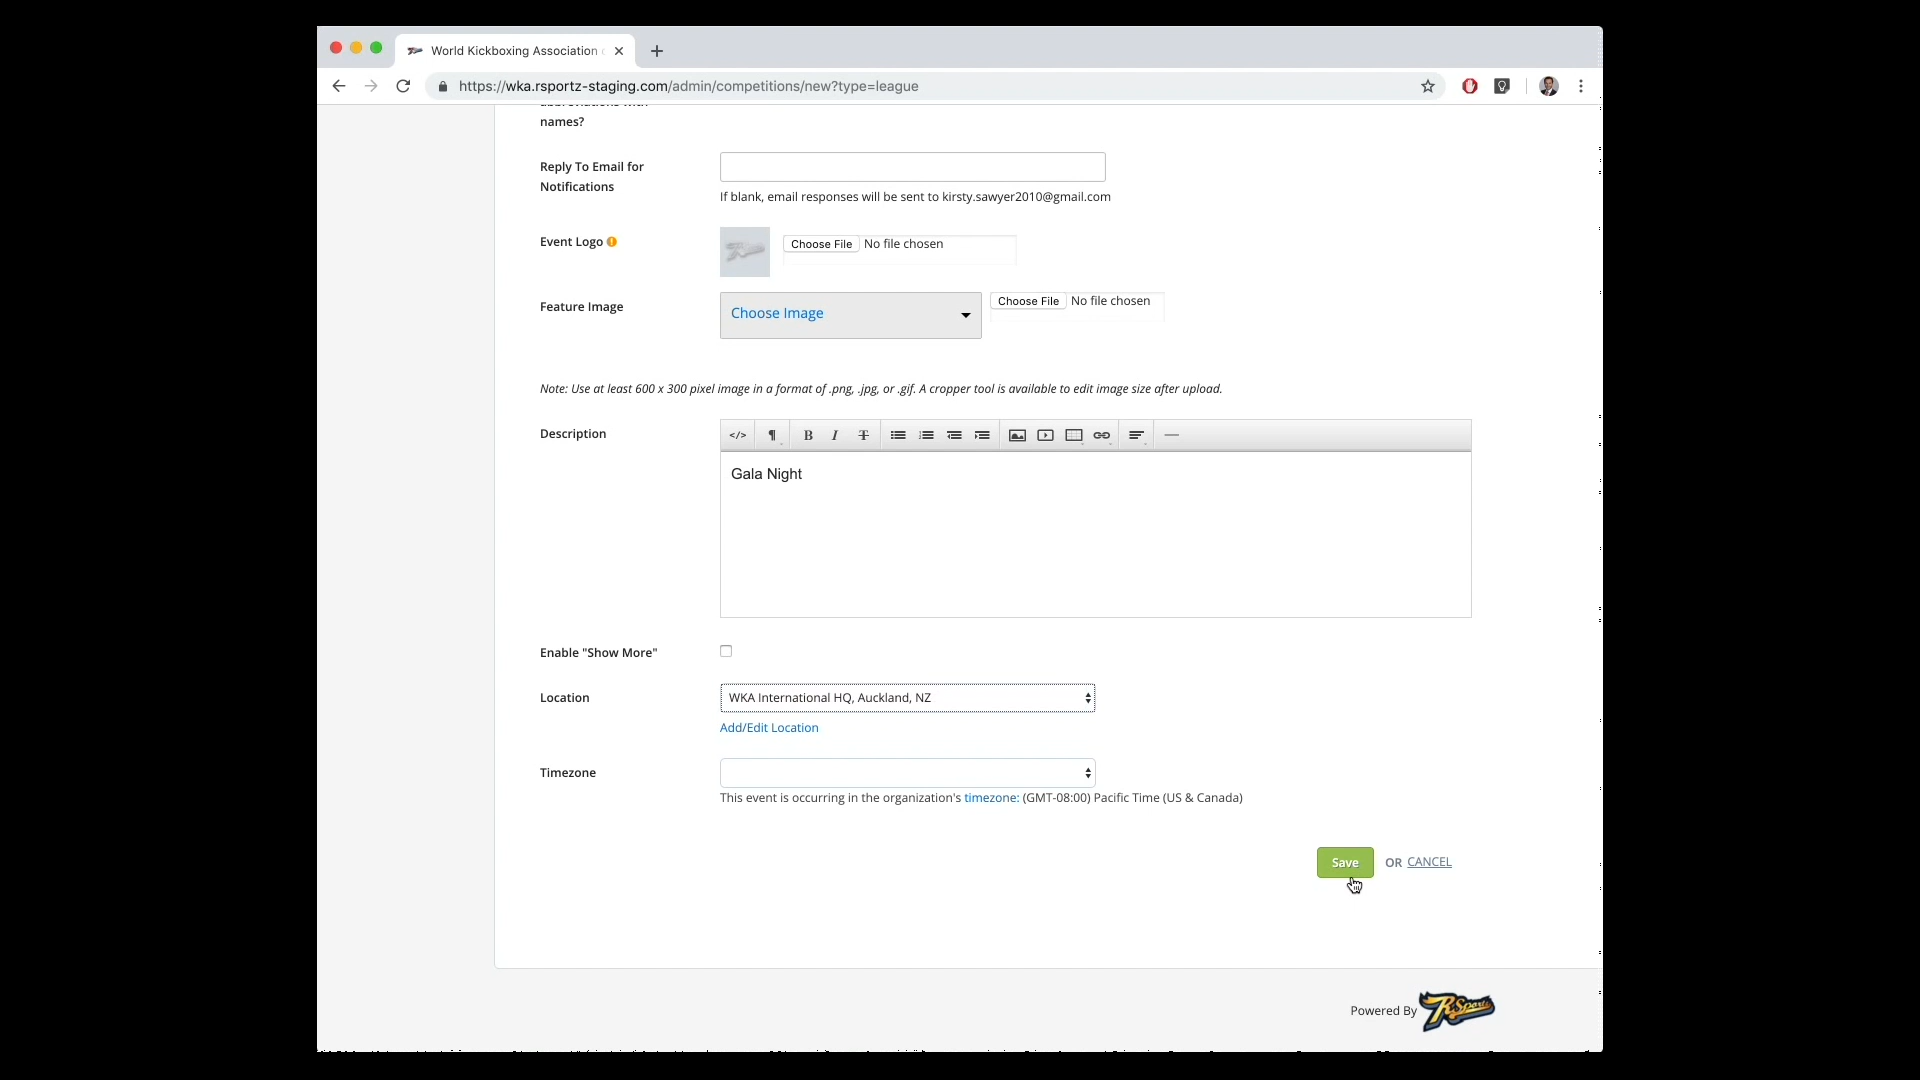 World Kickboxing Association
https://wka.rsportz-staging.com/admin/competitions/new?type=league
abbreviations with
names?
Reply To Email for
Notifications
If blank, email responses will be sent to kirsty.sawyer2010@gmail.com
Event Logo
Choose File No file chosen
Feature Image
Choose Image
Choose File No file chosen
Note: Use at least 600 x 300 pixel image in a format of .png, .jpg, or .gif. A cropper tool is available to edit image size after upload.
Description
B I T
Gala Night
Enable "Show More"
Location
WKA International HQ, Auckland, NZ
Add/Edit Location
Timezone
This event is occurring in the organization's timezone: (GMT-08:00) Pacific Time (US & Canada)
Save OR CANCEL
Powered By RSportz